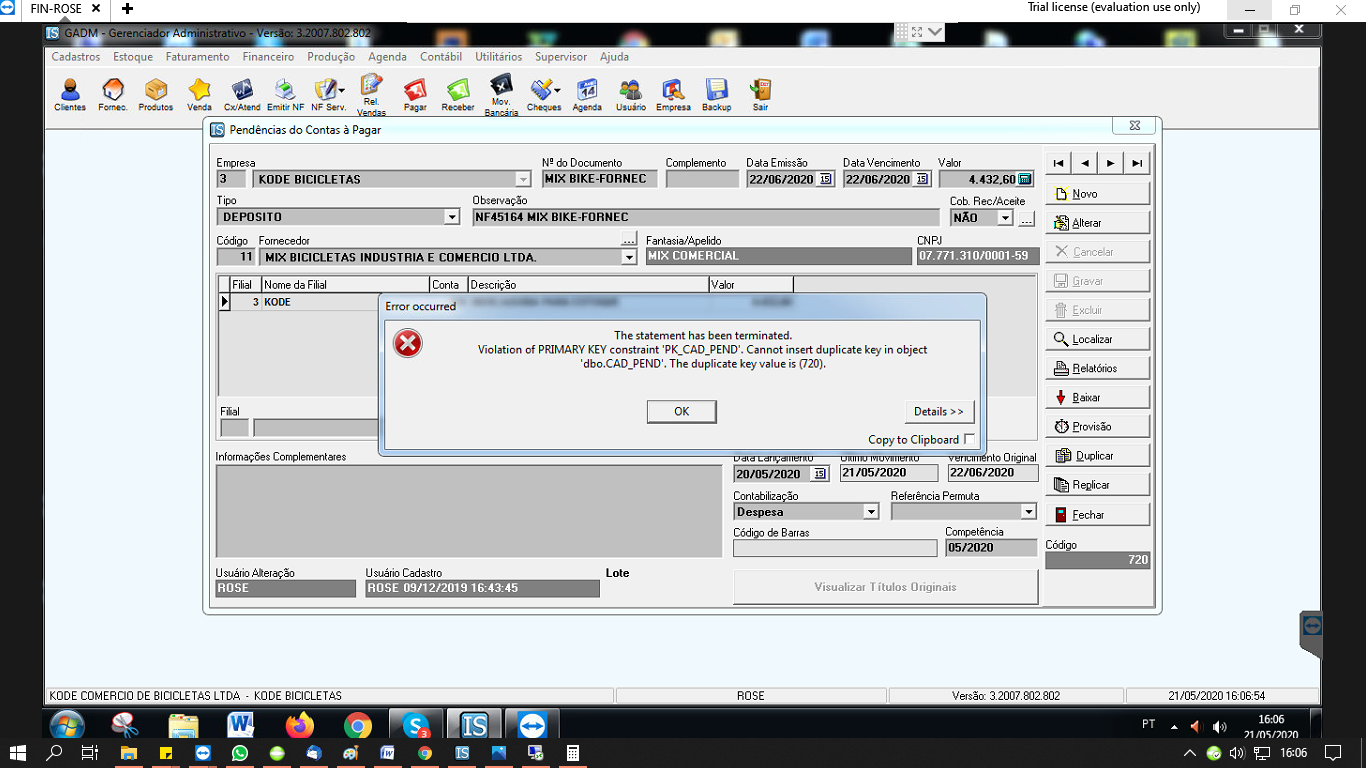 FIN-ROSE
Trial license (evaluation use only)
GADM - Gerenciador Administrativo - Versão: 3.2007.802.802
Cadastros Estoque Faturamento Financeiro Produção Agenda Contábil Utilitários Supervisor Ajuda
Clientes Fornec. Produtos Venda Cx/Atend Emitir NF NF Serv. Rel. Vendas Pagar Receber Mov. Bancária Cheques Agenda Usuário Empresa Backup Sair
Pendências do Contas à Pagar
Empresa Nº do Documento Complemento Data Emissão Data Vencimento Valor
3 KODE BICICLETAS MIX BIKE-FORNEC 22/06/2020 15 22/06/2020 15 4.432,60
Novo
Tipo Observação Cob. Rec/Aceite
DEPOSITO NF45164 MIX BIKE-FORNEC NÃO ...
Alterar
Código Fornecedor ... Fantasia/Apelido CNPJ
11 MIX BICICLETAS INDUSTRIA E COMERCIO LTDA. MIX COMERCIAL 07.771.310/0001-59
Cancelar
Gravar
Filial Nome da Filial Conta Descrição Valor
3 KODE
Excluir
Error occurred
The statement has been terminated.
Violation of PRIMARY KEY constraint 'PK_CAD_PEND'. Cannot insert duplicate key in object
'dbo.CAD_PEND'. The duplicate key value is (720).
OK
Details >>
Copy to Clipboard
Localizar
Relatórios
Baixar
Provisão
Duplicar
Replicar
Fechar
Filial
Informações Complementares
Data Lançamento Último Movimento Vencimento Original
20/05/2020 15 21/05/2020 22/06/2020
Contabilização Referência Permuta
Despesa
Código de Barras Competência
05/2020
Código
720
Usuário Alteração Usuário Cadastro Lote
ROSE ROSE 09/12/2019 16:43:45
Visualizar Títulos Originais
KODE COMERCIO DE BICICLETAS LTDA - KODE BICICLETAS ROSE Versão: 3.2007.802.802 21/05/2020 16:06:54
PT 16:06
21/05/2020
16:06